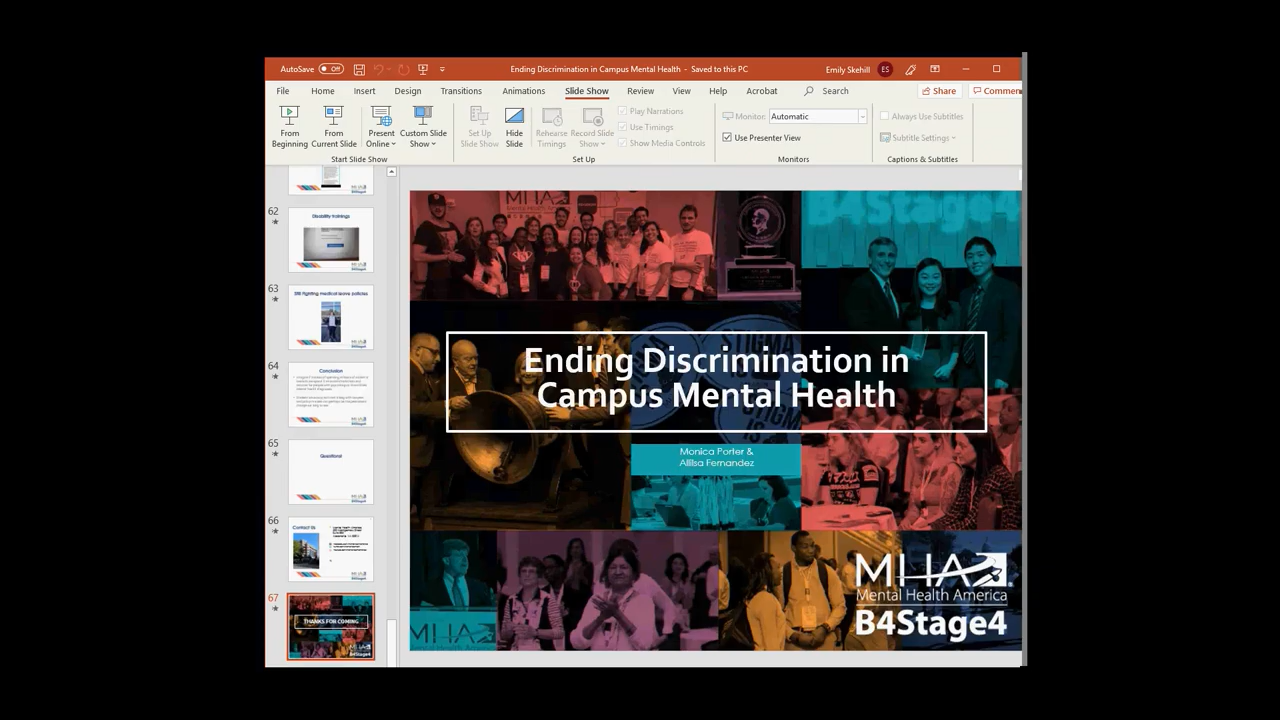 AutoSave Off
Ending Discrimination in Campus Mental Health - Saved to this PC
Emily Skehill ES
File Home Insert Design Transitions Animations Slide Show Review View Help Acrobat Search Share Commen
From Beginning
From Current Slide
Present Online
Custom Slide Show
Start Slide Show
Set Up Slide Show
Hide Slide
Rehearse Timings
Record Slide Show
Play Narrations
Use Timings
Show Media Controls
Set Up
Monitor: Automatic
Use Presenter View
Monitors
Always Use Subtitles
Subtitle Settings
Captions & Subtitles
62
Disability trainings
63
Still fighting medical leave policies
64
Conclusion
65
Questions!
66
Contact Us
67
THANKS FOR COMING
B4Stage4
B4Stage4
Ending Discrimination in
Campus Mental Health
Monica Porter &
Allilsa Fernandez
MHA
Mental Health America
B4Stage4
MHA